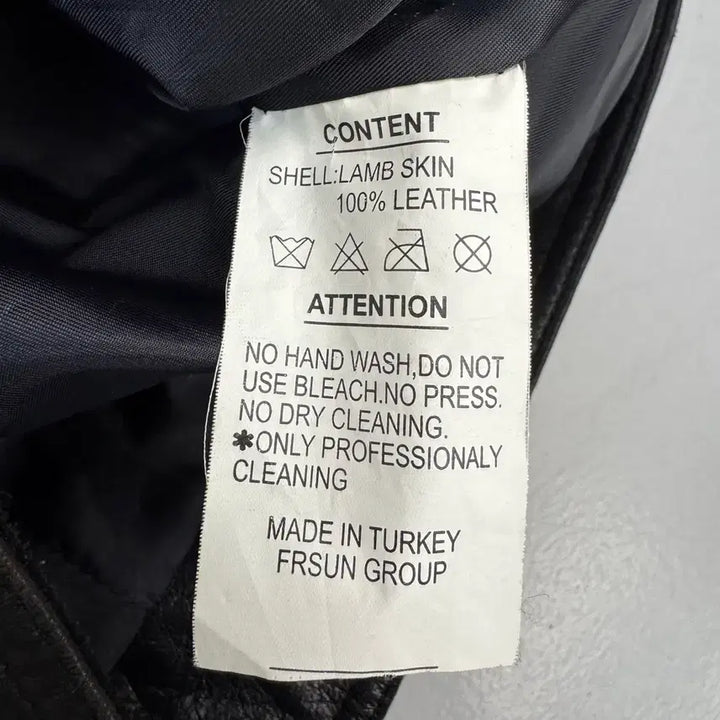 CONTENT
SHELL:LAMB SKIN
100% LEATHER
ATTENTION
NO HAND WASH,DO NOT
USE BLEACH.NO PRESS.
NO DRY CLEANING.
*ONLY PROFESSIONALY
CLEANING
MADE IN TURKEY
FRSUN GROUP